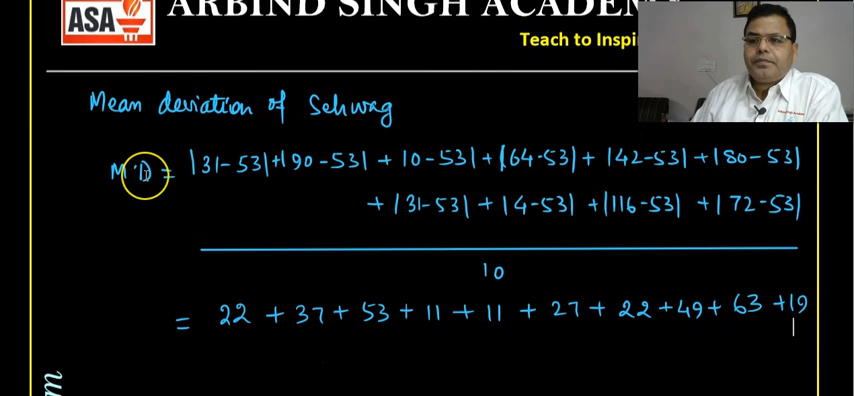 ASA
ARBIND SINGH ACADEM
Teach to Inspi
Mean deviation of Sehwag
M.D = |31-53|+|90-53| + |0-53|+|64-53|+ |42-53|+|80-53|
+ |31-53| + |4-53| +|116-53| +|72-53|
10
= 22 + 37 + 53 + 11 + 11 + 27 + 22 +49+ 63 +19
m